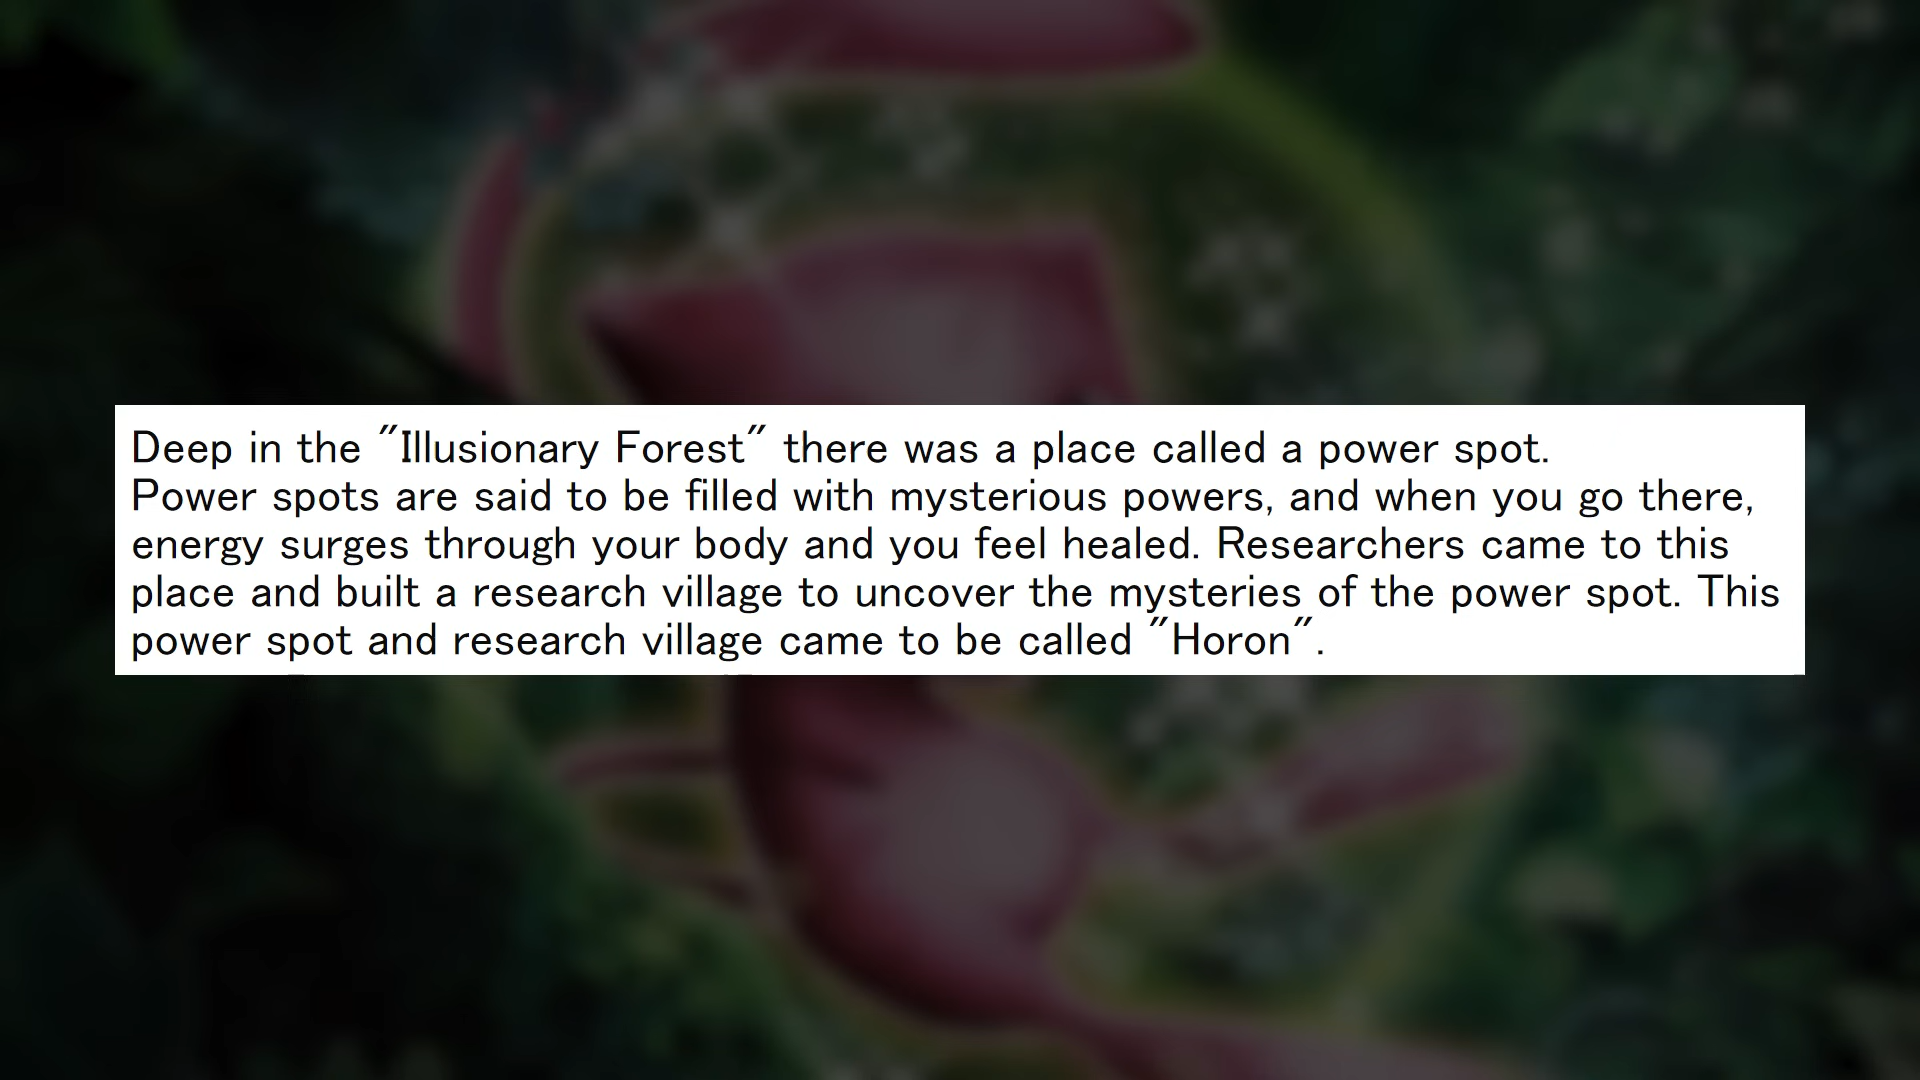 Deep in the "Illusionary Forest" there was a place called a power spot.
Power spots are said to be filled with mysterious powers, and when you go there,
energy surges through your body and you feel healed. Researchers came to this
place and built a research village to uncover the mysteries of the power spot. This
power spot and research village came to be called "Horon".